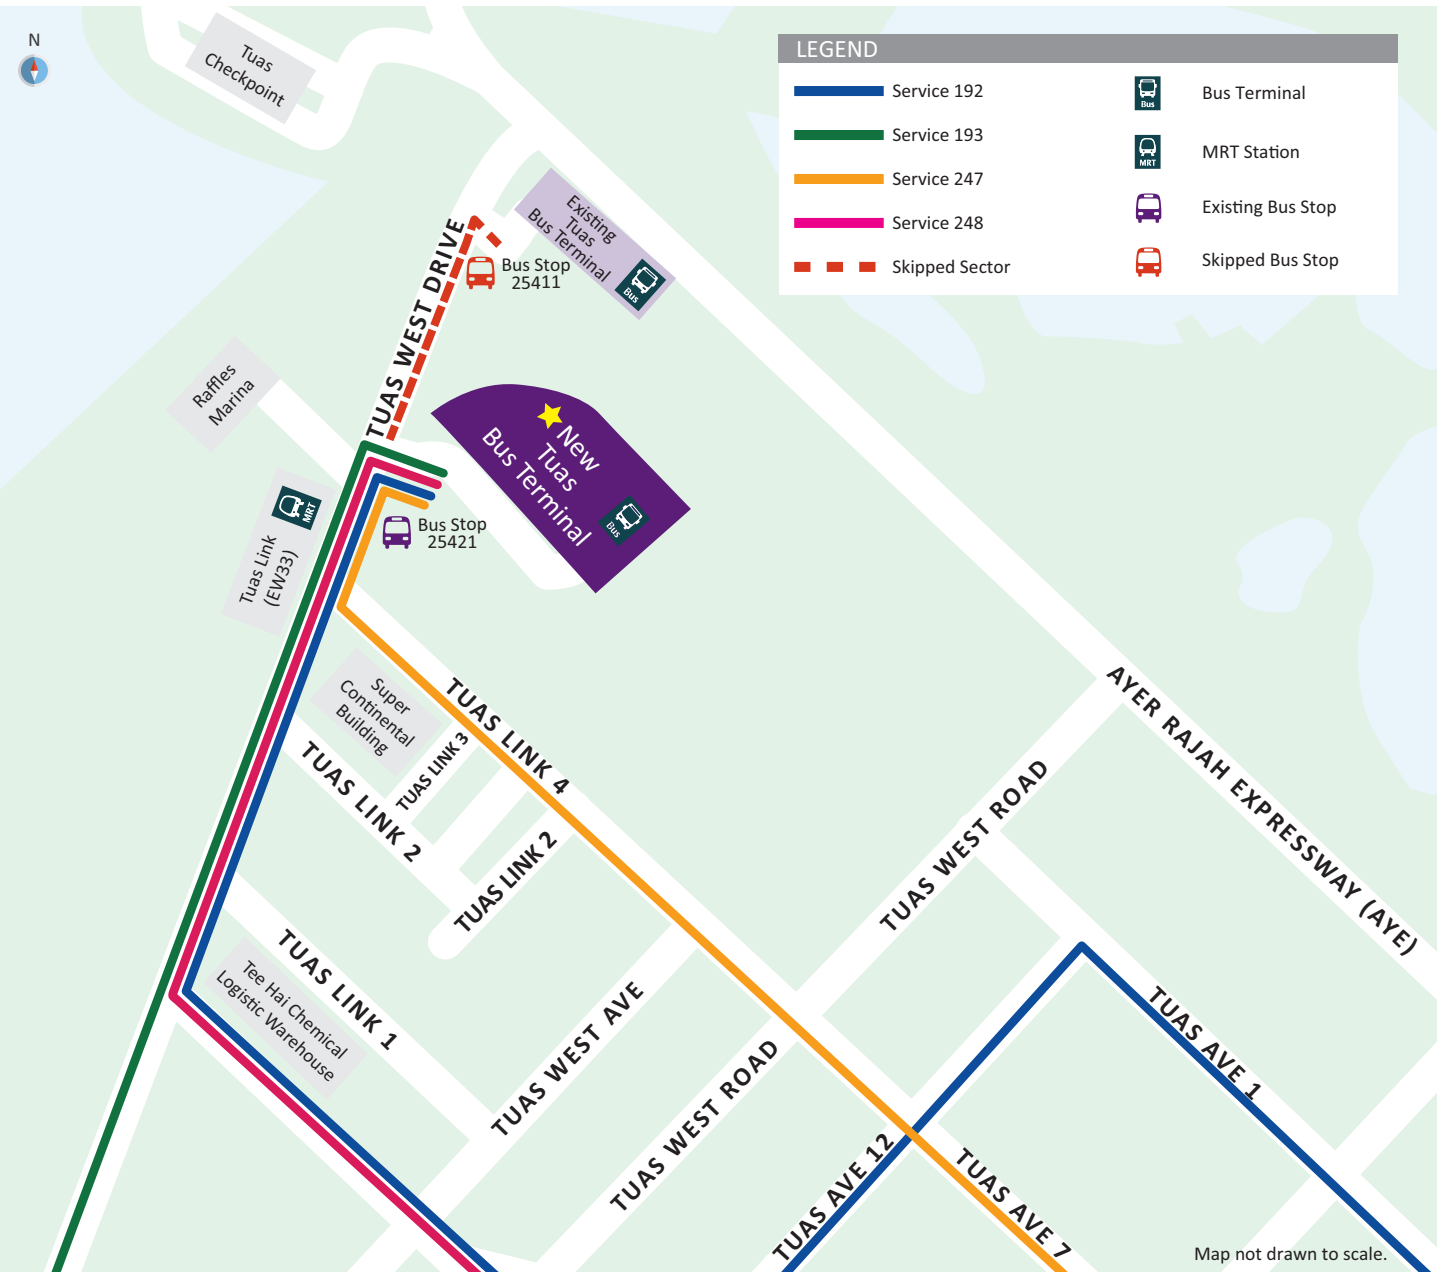 N
Tuas
Checkpoint
LEGEND
Service 192
Service 193
Service 247
Service 248
Skipped Sector
Bus
Bus Terminal
MRT
MRT Station
Existing Bus Stop
Skipped Bus Stop
Existing
Tuas
Bus Terminal
Bus
Bus Stop
25411
TUAS WEST DRIVE
Raffles
Marina
New
Tuas
Bus Terminal
Bus
MRT
Tuas Link
(EW33)
Bus Stop
25421
Super
Continental
Building
TUAS LINK 4
TUAS LINK 3
TUAS LINK 2
TUAS LINK 2
TUAS LINK 1
Tee Hai Chemical
Logistic Warehouse
TUAS WEST AVE
TUAS WEST ROAD
TUAS WEST ROAD
AYER RAJAH EXPRESSWAY (AYE)
TUAS AVE 1
TUAS AVE 12
TUAS AVE 7
Map not drawn to scale.